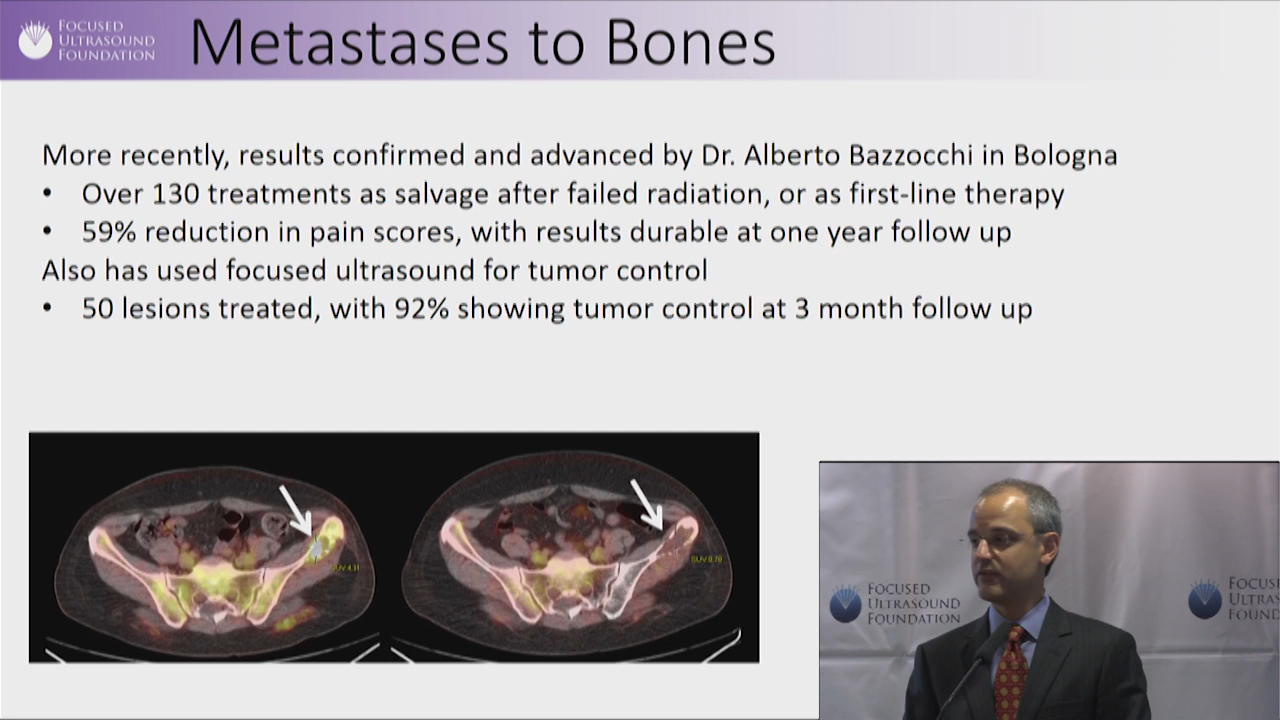 FOCUSED
ULTRASOUND
FOUNDATION
Metastases to Bones
More recently, results confirmed and advanced by Dr. Alberto Bazzocchi in Bologna
• Over 130 treatments as salvage after failed radiation, or as first-line therapy
• 59% reduction in pain scores, with results durable at one year follow up
Also has used focused ultrasound for tumor control
• 50 lesions treated, with 92% showing tumor control at 3 month follow up
FOCUSED
ULTRASOUND
FOUNDATION